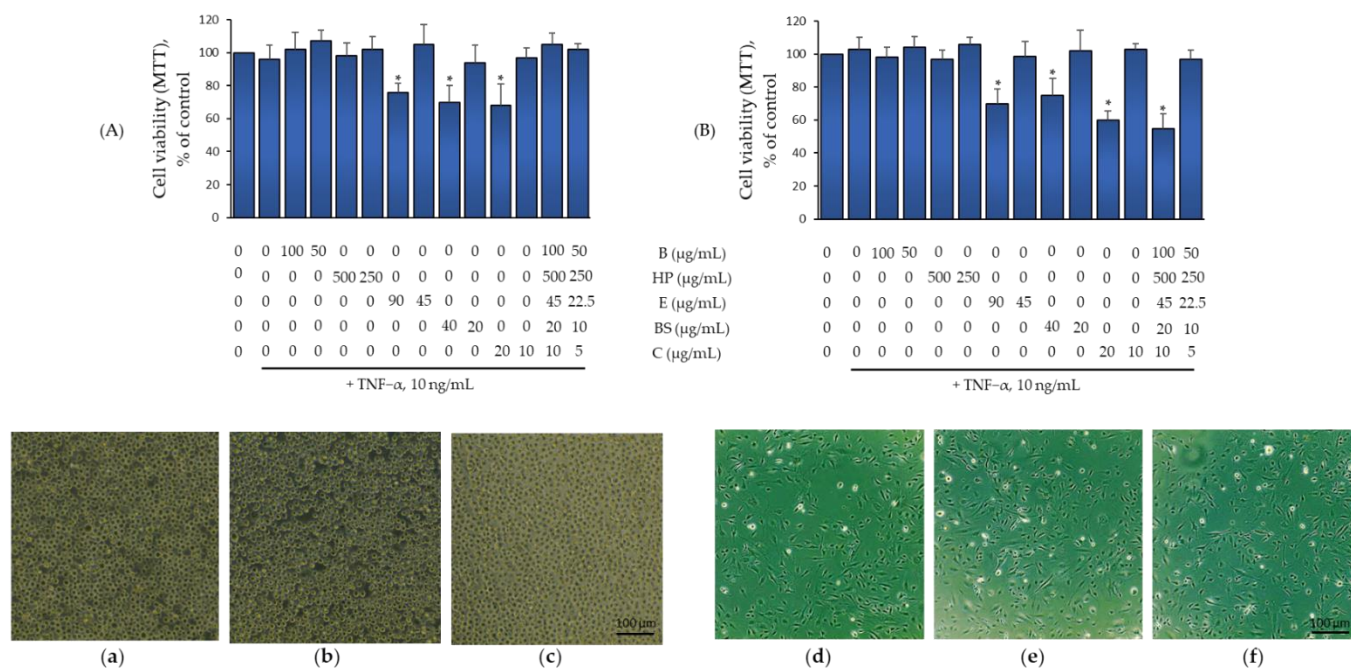 (A)
Cell viability (MTT),
% of control
120
100
80
60
40
20
0
* * *
(B)
Cell viability (MTT),
% of control
120
100
80
60
40
20
0
* * * *
0 0 100 50 0 0 0 0 0 0 0 0 100 50 B (µg/mL) 0 0 100 50 0 0 0 0 0 0 0 0 100 50
0 0 0 0 500 250 0 0 0 0 0 0 500 250 HP (µg/mL) 0 0 0 0 500 250 0 0 0 0 0 0 500 250
0 0 0 0 0 0 90 45 0 0 0 0 45 22.5 E (µg/mL) 0 0 0 0 0 0 90 45 0 0 0 0 45 22.5
0 0 0 0 0 0 0 0 40 20 0 0 20 10 BS (µg/mL) 0 0 0 0 0 0 0 0 40 20 0 0 20 10
0 0 0 0 0 0 0 0 0 0 20 10 10 5 C (µg/mL) 0 0 0 0 0 0 0 0 0 0 20 10 10 5
+ TNF−α, 10 ng/mL + TNF−α, 10 ng/mL
100 µm 100 µm
(a) (b) (c) (d) (e) (f)